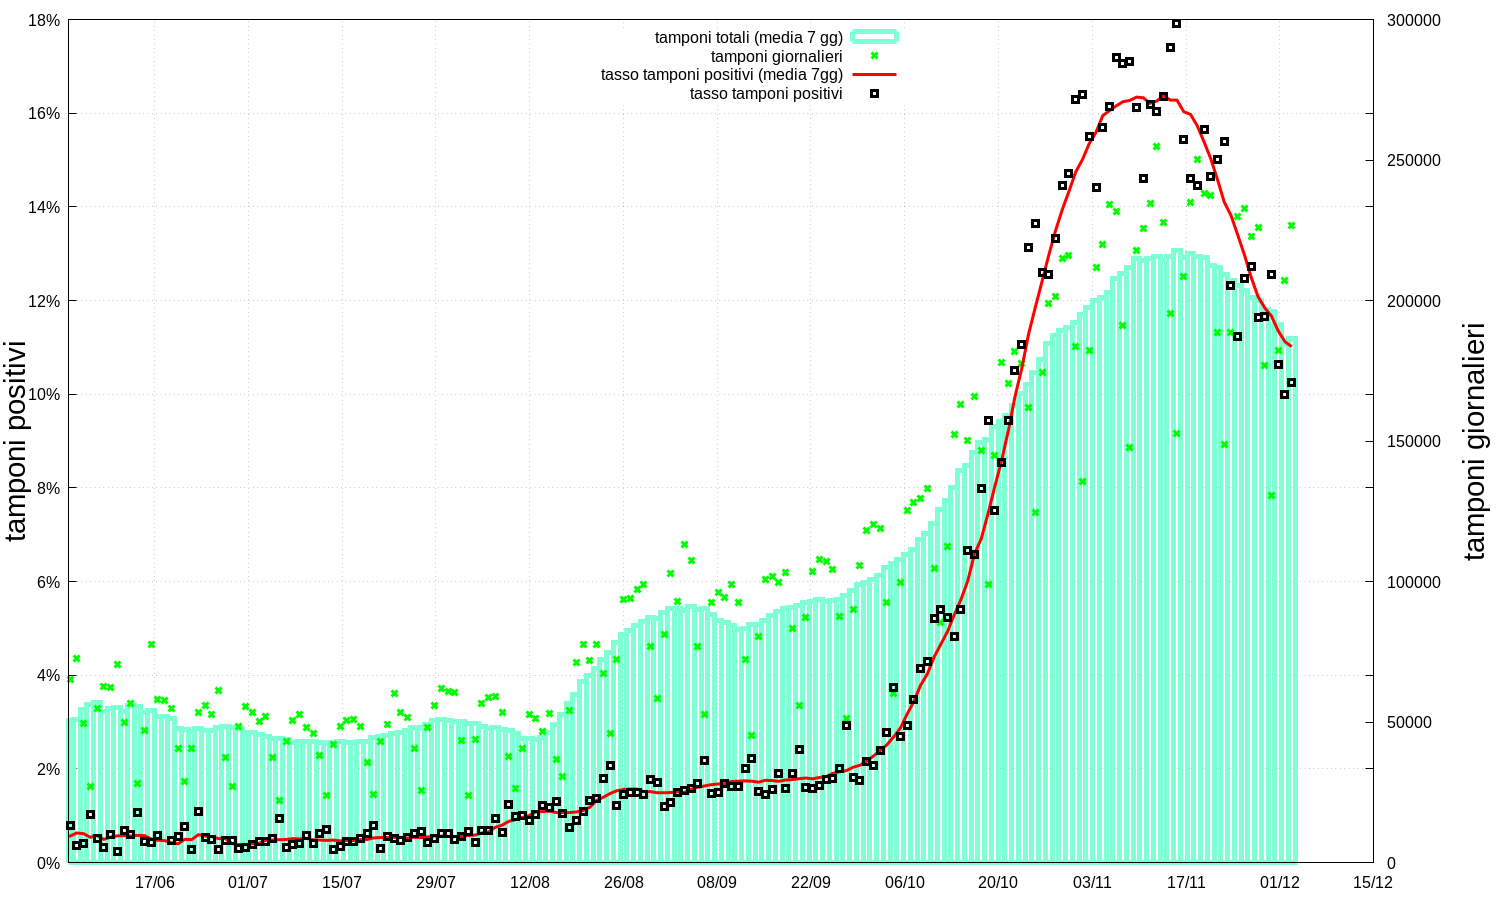 tamponi totali (media 7 gg)
tamponi giornalieri
tasso tamponi positivi (media 7gg)
tasso tamponi positivi
18%
16%
14%
12%
10%
8%
6%
4%
2%
0%
tamponi positivi
300000
250000
200000
150000
100000
50000
0
tamponi giornalieri
17/06 01/07 15/07 29/07 12/08 26/08 08/09 22/09 06/10 20/10 03/11 17/11 01/12 15/12